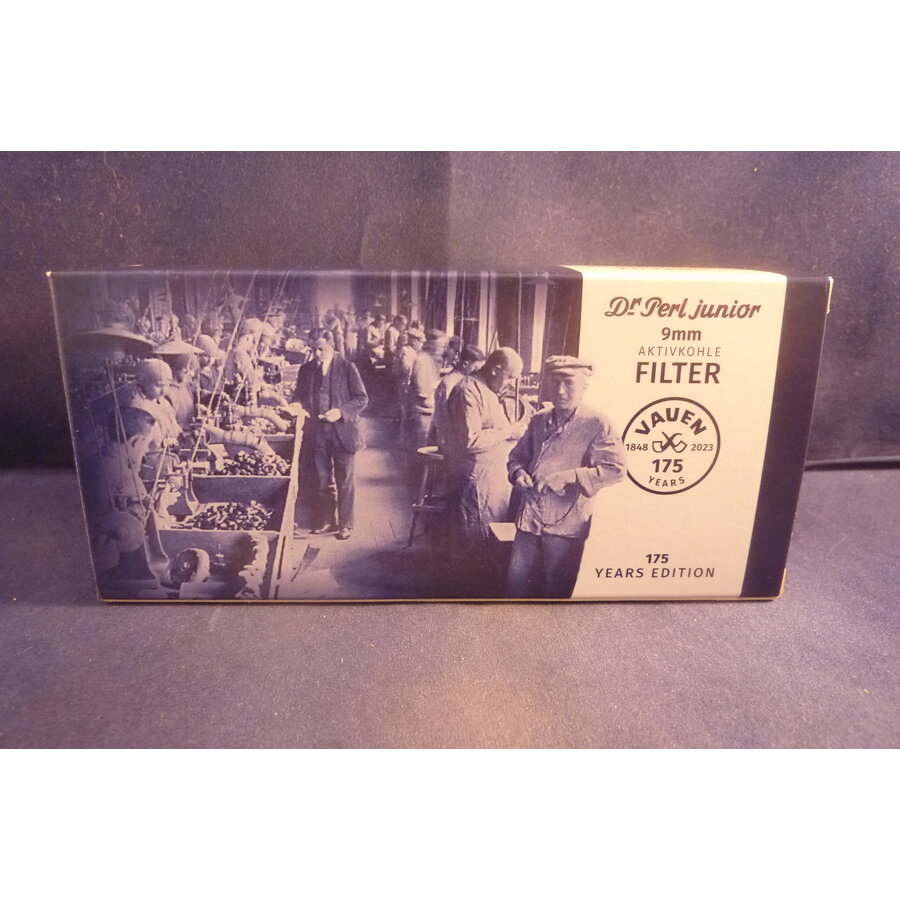 Dr Perl junior
9mm
AKTIVKOHLE
FILTER
VAUEN
1848 2023
175
YEARS
175
YEARS EDITION